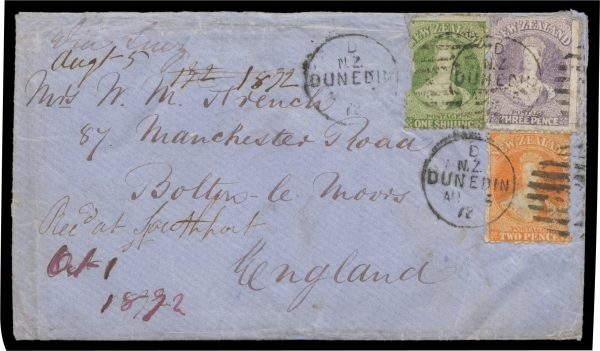 Via Suez
Augt 5 1872
Mrs W. M. French
87. Manchester Road
Bolton-le-Moors
Recd at Southport
England
Oct 1
1872
NEW ZEALAND
POSTAGE
ONE SHILLING
NEW ZEALAND
POSTAGE
THREE PENCE
NEW ZEALAND
POSTAGE
TWO PENCE
D
N.Z.
DUNEDIN
72
D
N.Z.
DUNEDIN
D
N.Z.
DUNEDIN
AU 5
72